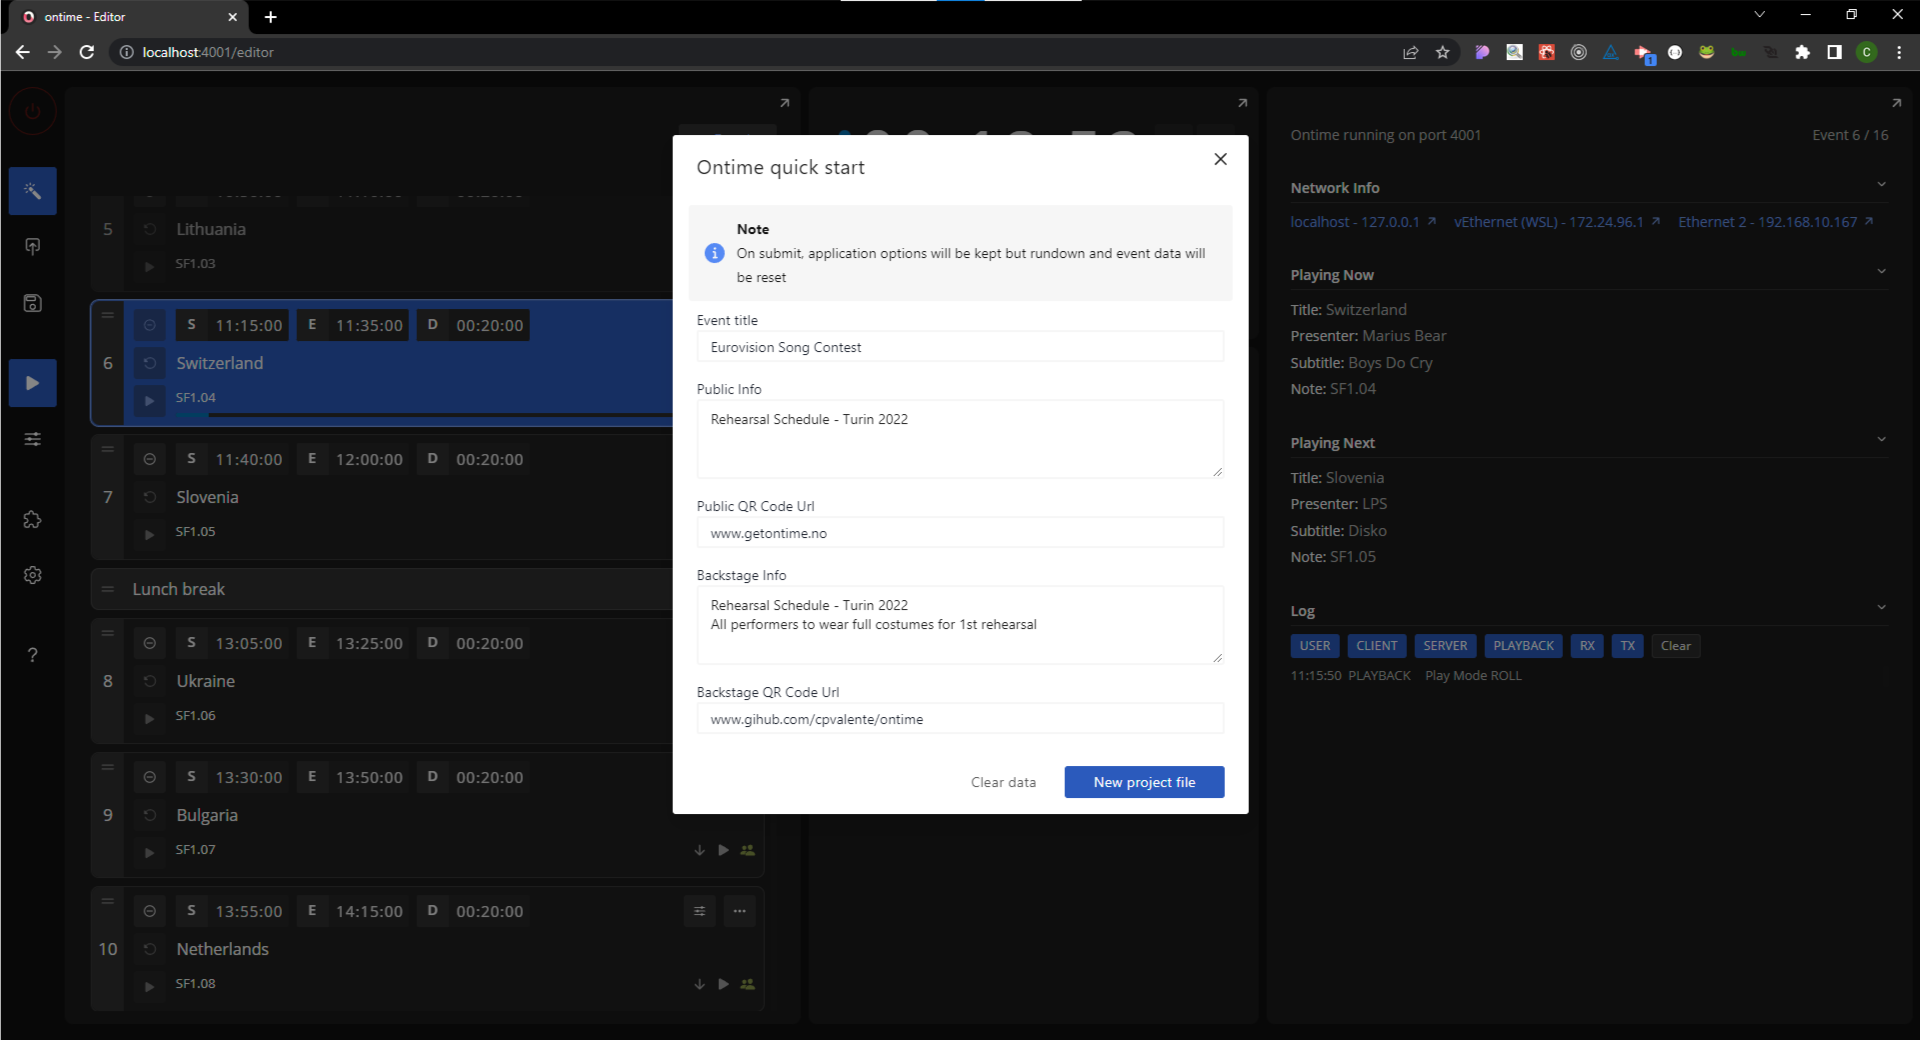 ontime - Editor
localhost:4001/editor
1
C
5
Lithuania
SF1.03
6
S 11:15:00 E 11:35:00 D 00:20:00
Switzerland
SF1.04
7
S 11:40:00 E 12:00:00 D 00:20:00
Slovenia
SF1.05
Lunch break
8
S 13:05:00 E 13:25:00 D 00:20:00
Ukraine
SF1.06
9
S 13:30:00 E 13:50:00 D 00:20:00
Bulgaria
SF1.07
10
S 13:55:00 E 14:15:00 D 00:20:00
Netherlands
SF1.08
Ontime quick start
Note
On submit, application options will be kept but rundown and event data will
be reset
Event title
Eurovision Song Contest
Public Info
Rehearsal Schedule - Turin 2022
Public QR Code Url
www.getontime.no
Backstage Info
Rehearsal Schedule - Turin 2022
All performers to wear full costumes for 1st rehearsal
Backstage QR Code Url
www.gihub.com/cpvalente/ontime
Clear data
New project file
Ontime running on port 4001
Event 6 / 16
Network Info
localhost - 127.0.0.1 vEthernet (WSL) - 172.24.96.1 Ethernet 2 - 192.168.10.167
Playing Now
Title: Switzerland
Presenter: Marius Bear
Subtitle: Boys Do Cry
Note: SF1.04
Playing Next
Title: Slovenia
Presenter: LPS
Subtitle: Disko
Note: SF1.05
Log
USER CLIENT SERVER PLAYBACK RX TX Clear
11:15:50 PLAYBACK Play Mode ROLL